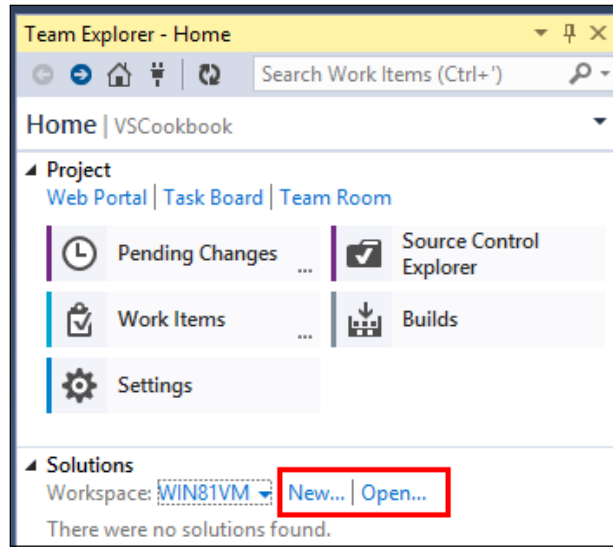 Team Explorer - Home
Search Work Items (Ctrl+')
Home | VSCookbook
Project
Web Portal | Task Board | Team Room
Pending Changes ...
Source Control
Explorer
Work Items ...
Builds
Settings
Solutions
Workspace: WIN81VM New... | Open...
There were no solutions found.